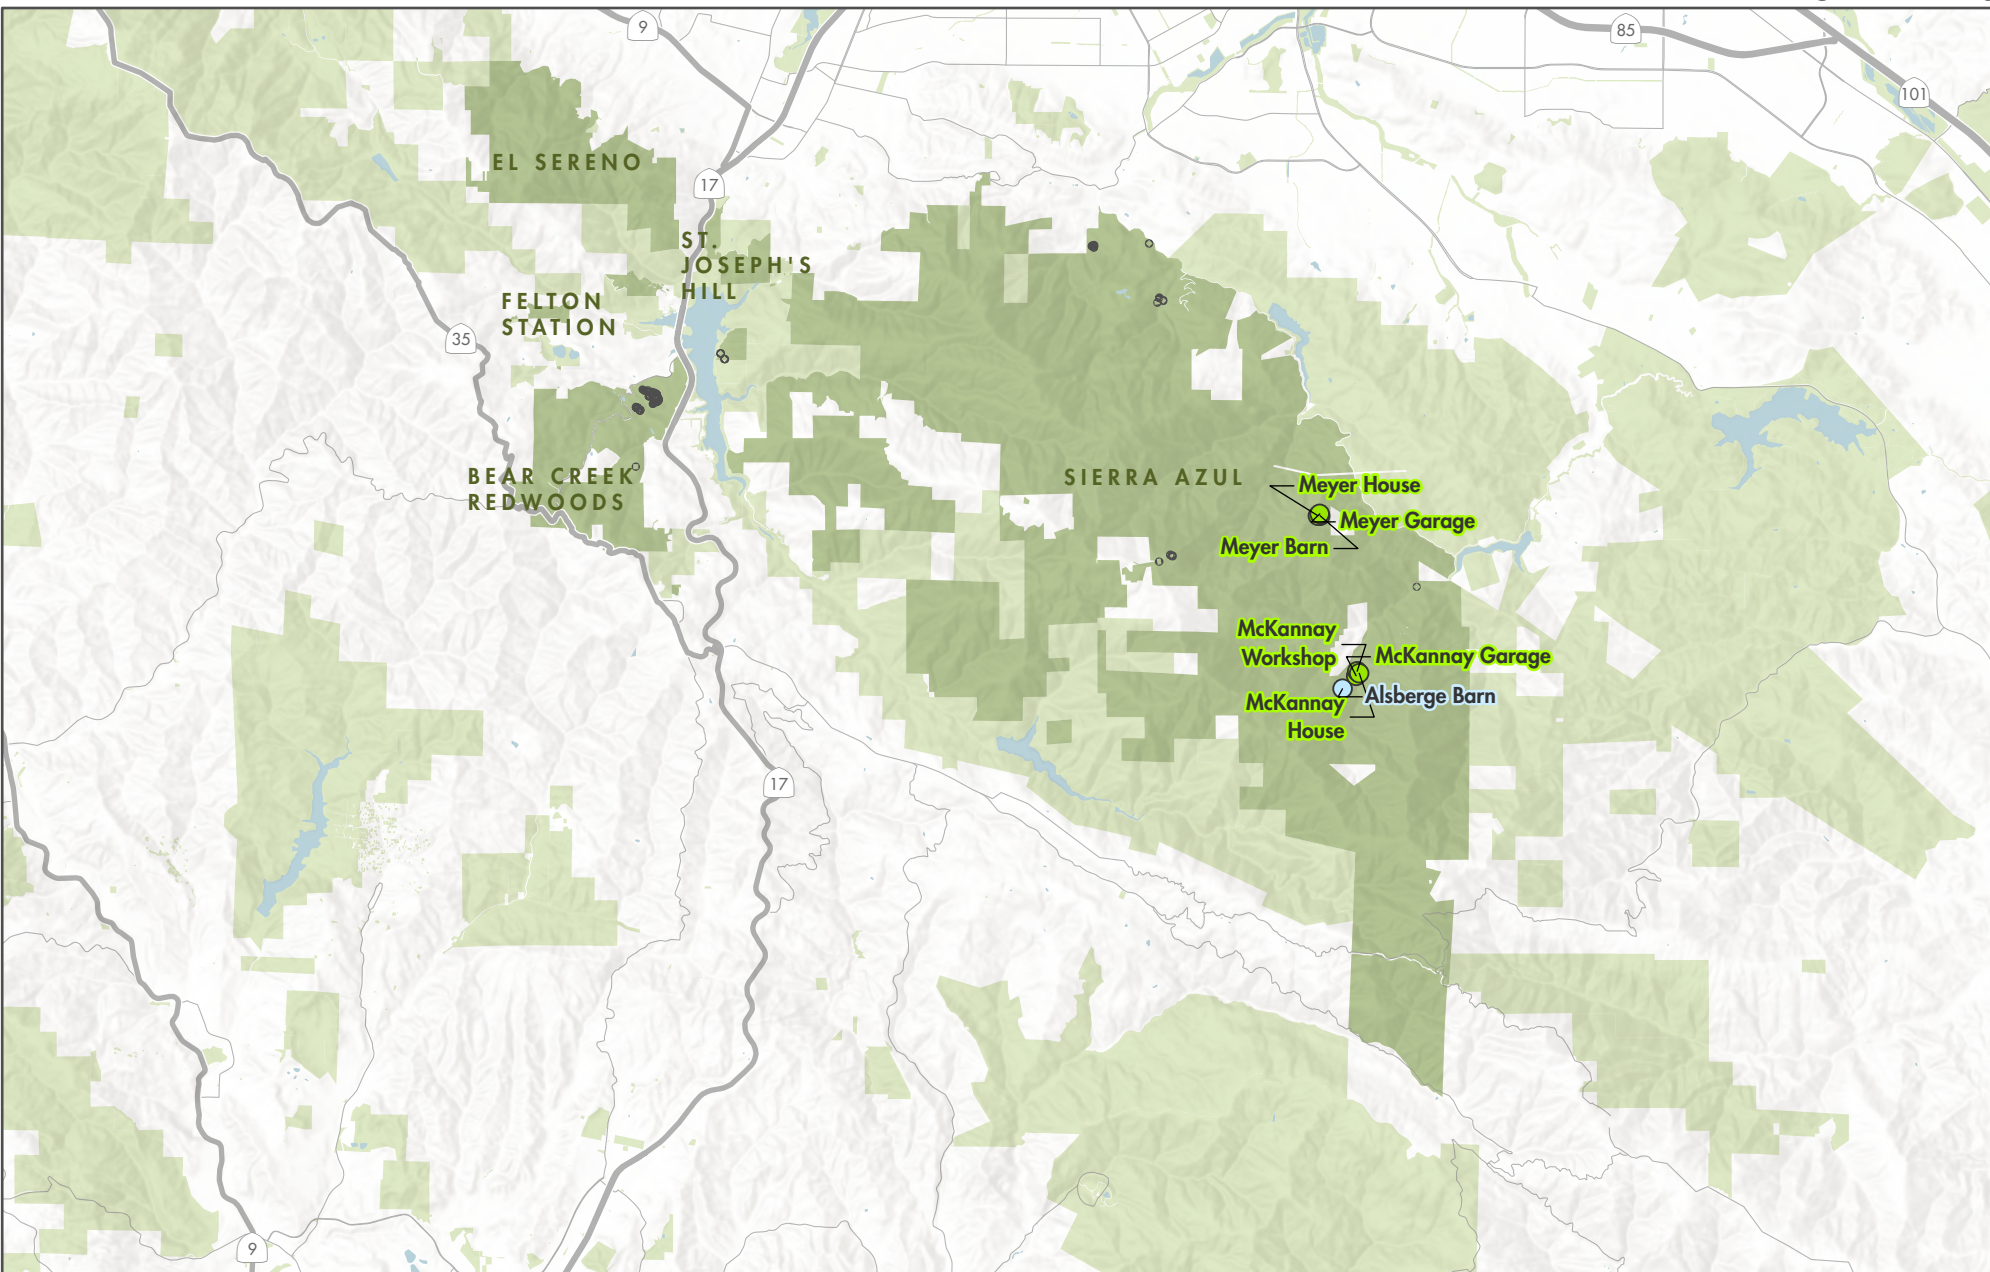 9
85
101
EL SERENO
17
ST.
JOSEPH'S
HILL
FELTON
STATION
35
BEAR CREEK
REDWOODS
SIERRA AZUL
Meyer House
Meyer Garage
Meyer Barn
McKannay
Workshop
McKannay Garage
Alsberge Barn
McKannay
House
17
9